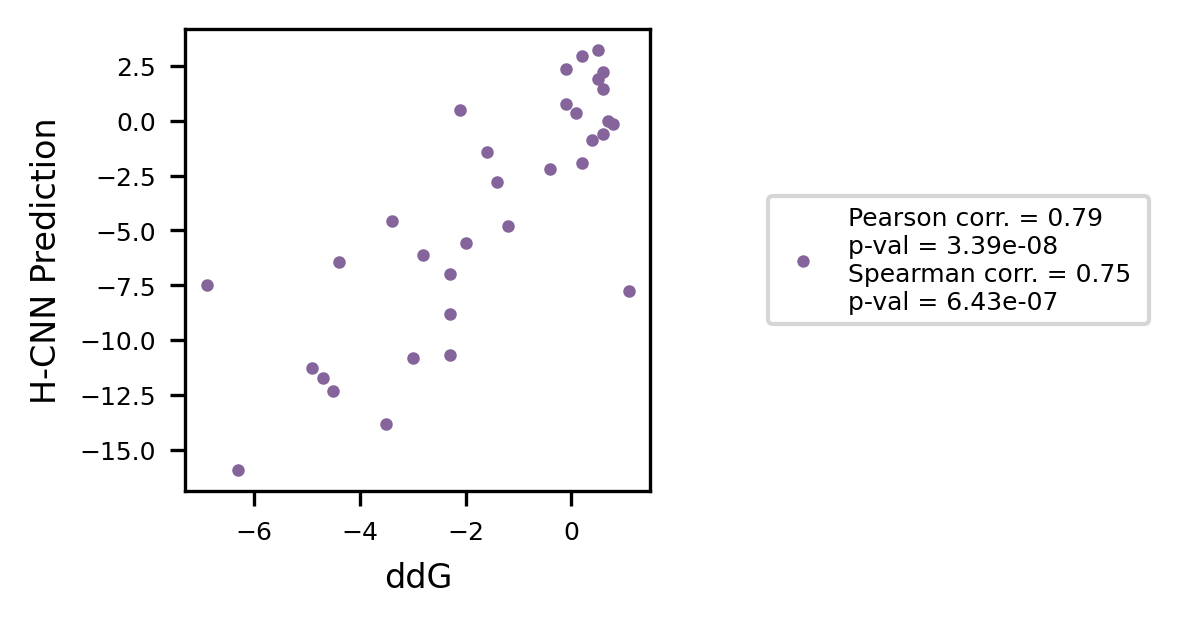 2.5
0.0
−2.5
−5.0
−7.5
−10.0
−12.5
−15.0
H-CNN Prediction
−6
−4
−2
0
ddG
Pearson corr. = 0.79
p-val = 3.39e-08
Spearman corr. = 0.75
p-val = 6.43e-07